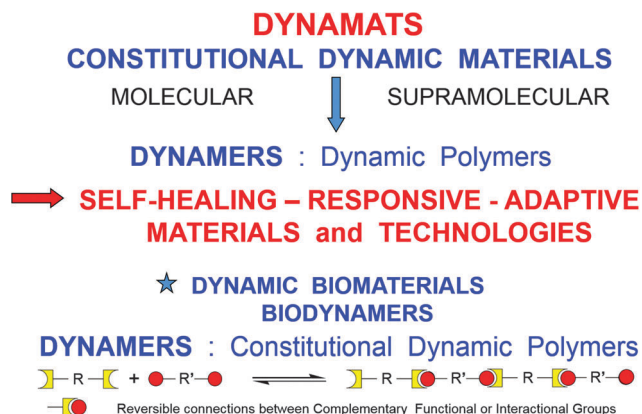 DYNAMATS
CONSTITUTIONAL DYNAMIC MATERIALS
MOLECULAR SUPRAMOLECULAR
DYNAMERS : Dynamic Polymers
SELF-HEALING – RESPONSIVE - ADAPTIVE
MATERIALS and TECHNOLOGIES
DYNAMIC BIOMATERIALS
BIODYNAMERS
DYNAMERS : Constitutional Dynamic Polymers
R + R' R R' R R'
Reversible connections between Complementary Functional or Interactional Groups